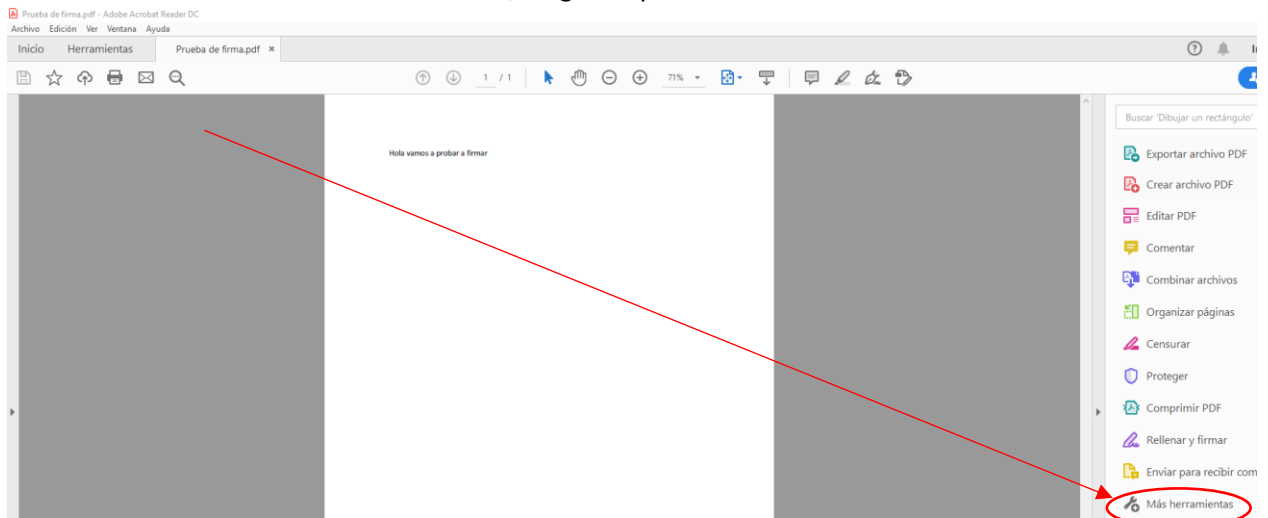 Prueba de firma.pdf - Adobe Acrobat Reader DC
Archivo Edición Ver Ventana Ayuda
Inicio Herramientas Prueba de firma.pdf ×
1 / 1 71%
Buscar 'Dibujar un rectángulo'
Hola vamos a probar a firmar
Exportar archivo PDF
Crear archivo PDF
Editar PDF
Comentar
Combinar archivos
Organizar páginas
Censurar
Proteger
Comprimir PDF
Rellenar y firmar
Enviar para recibir com
Más herramientas